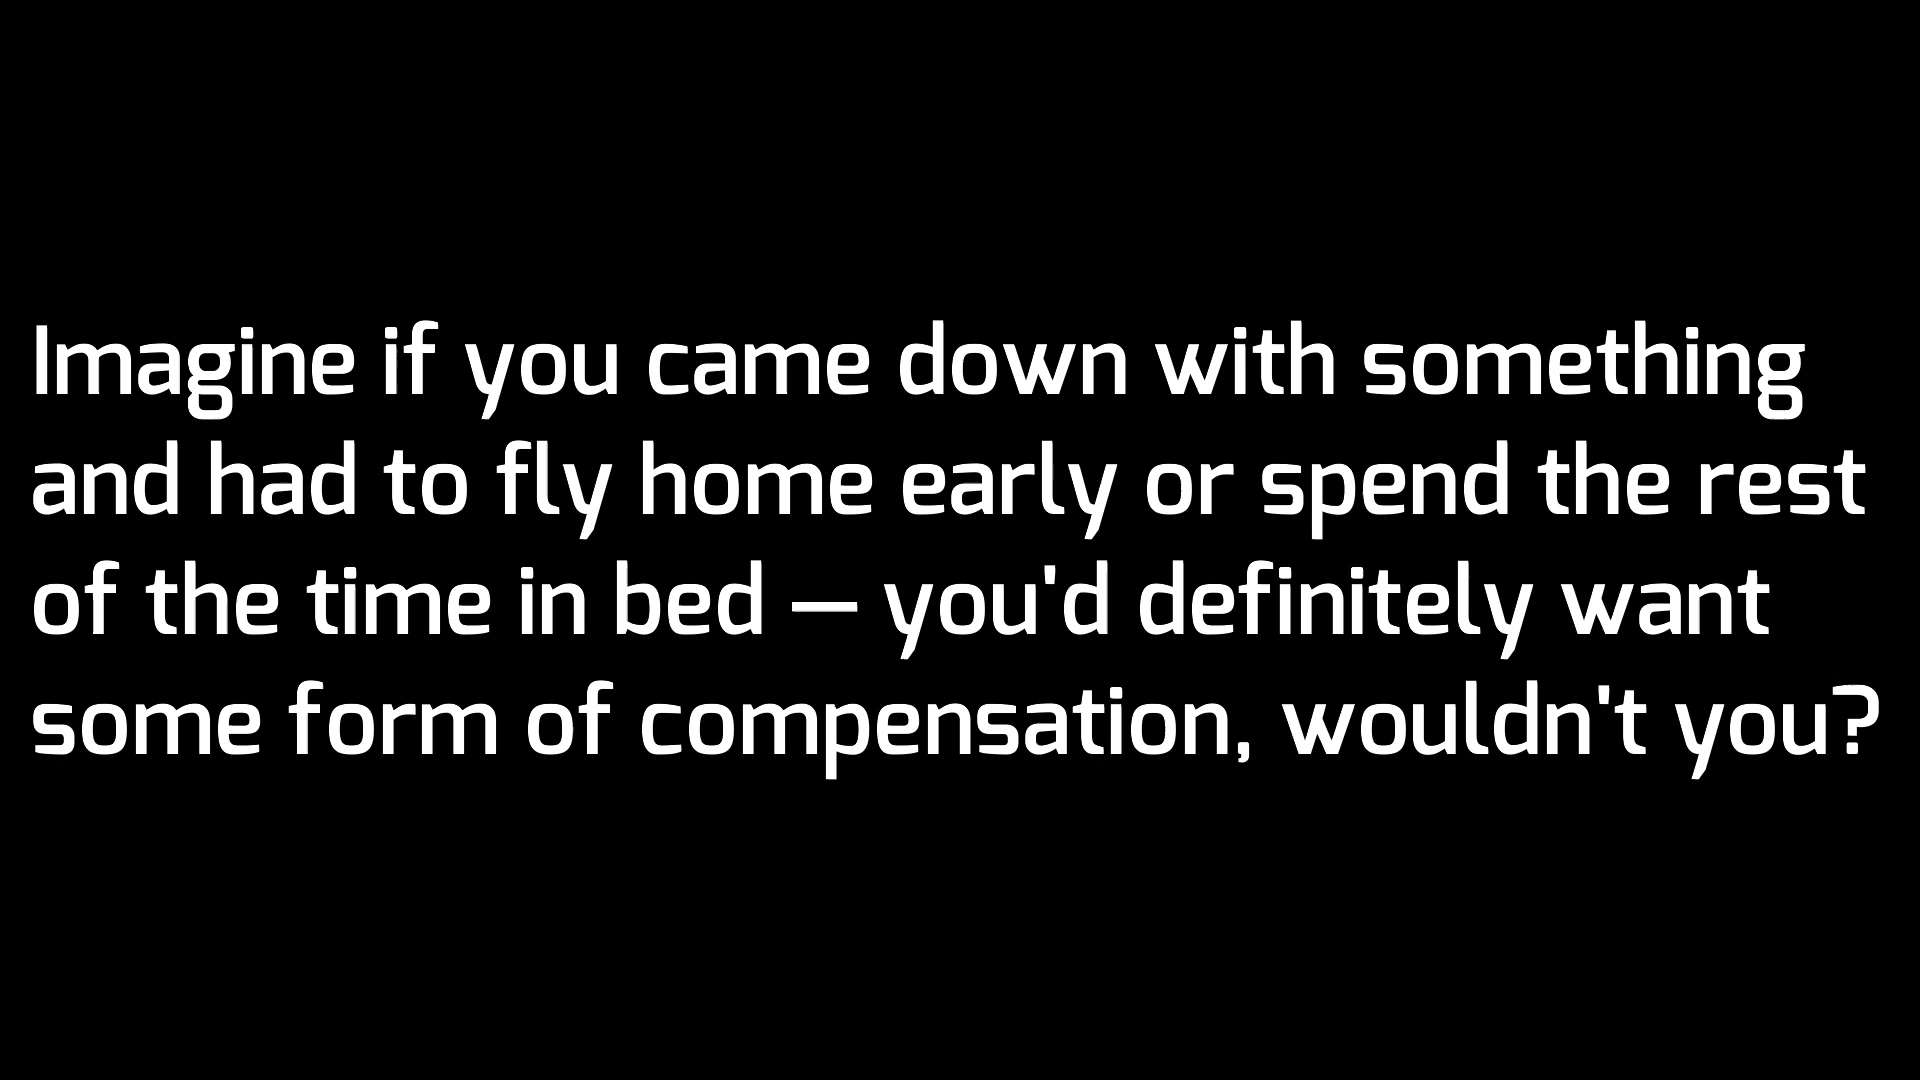 Imagine if you came down with something
and had to fly home early or spend the rest
of the time in bed — you'd definitely want
some form of compensation, wouldn't you?